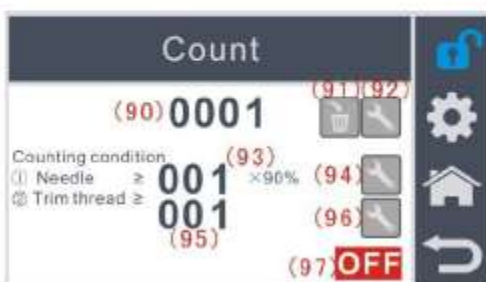 Count
(91)(92)
(90) 0001
Counting condition (93)
① Needle ≥ 001 ×90% (94)
② Trim thread ≥ 001 (96)
(95)
(97) OFF